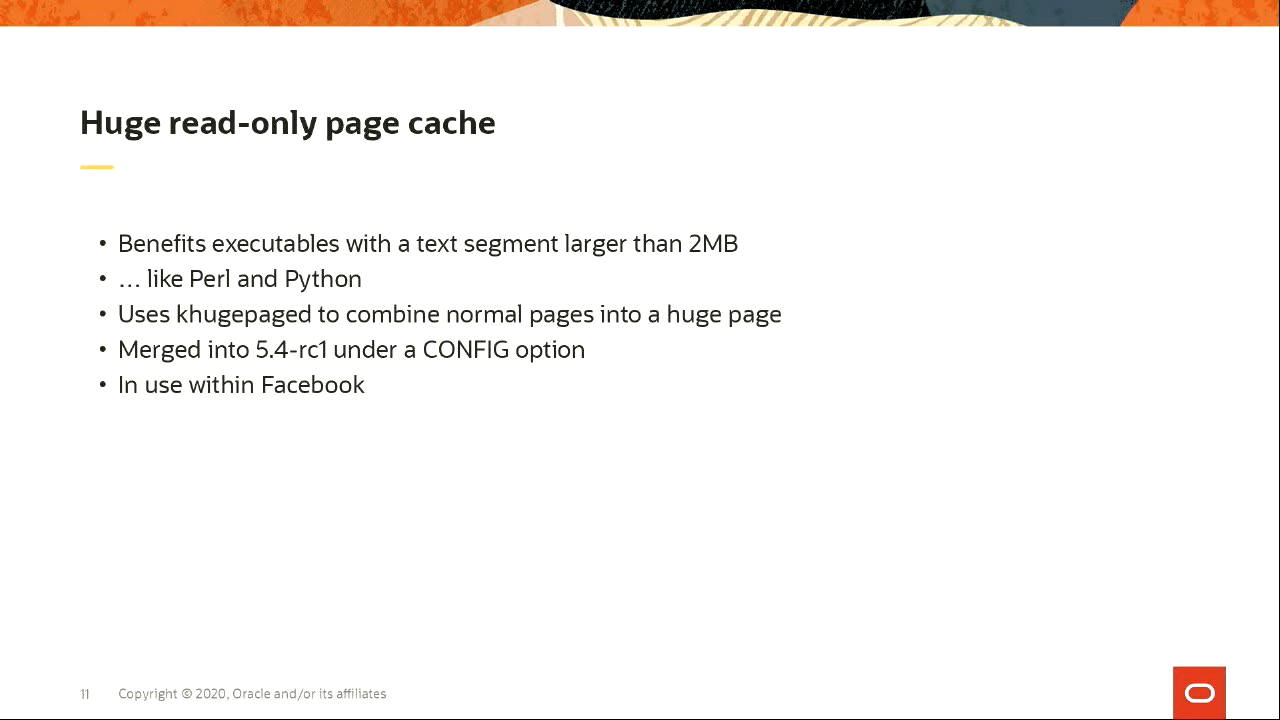 Huge read-only page cache
• Benefits executables with a text segment larger than 2MB
• … like Perl and Python
• Uses khugepaged to combine normal pages into a huge page
• Merged into 5.4-rc1 under a CONFIG option
• In use within Facebook
11 Copyright © 2020, Oracle and/or its affiliates